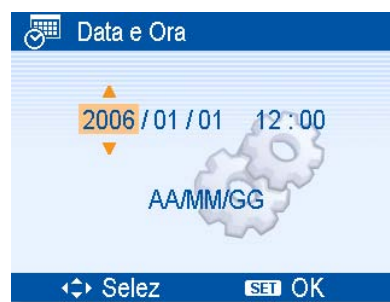 Data e Ora
2006 / 01 / 01 12 : 00
AA/MM/GG
Selez SET OK